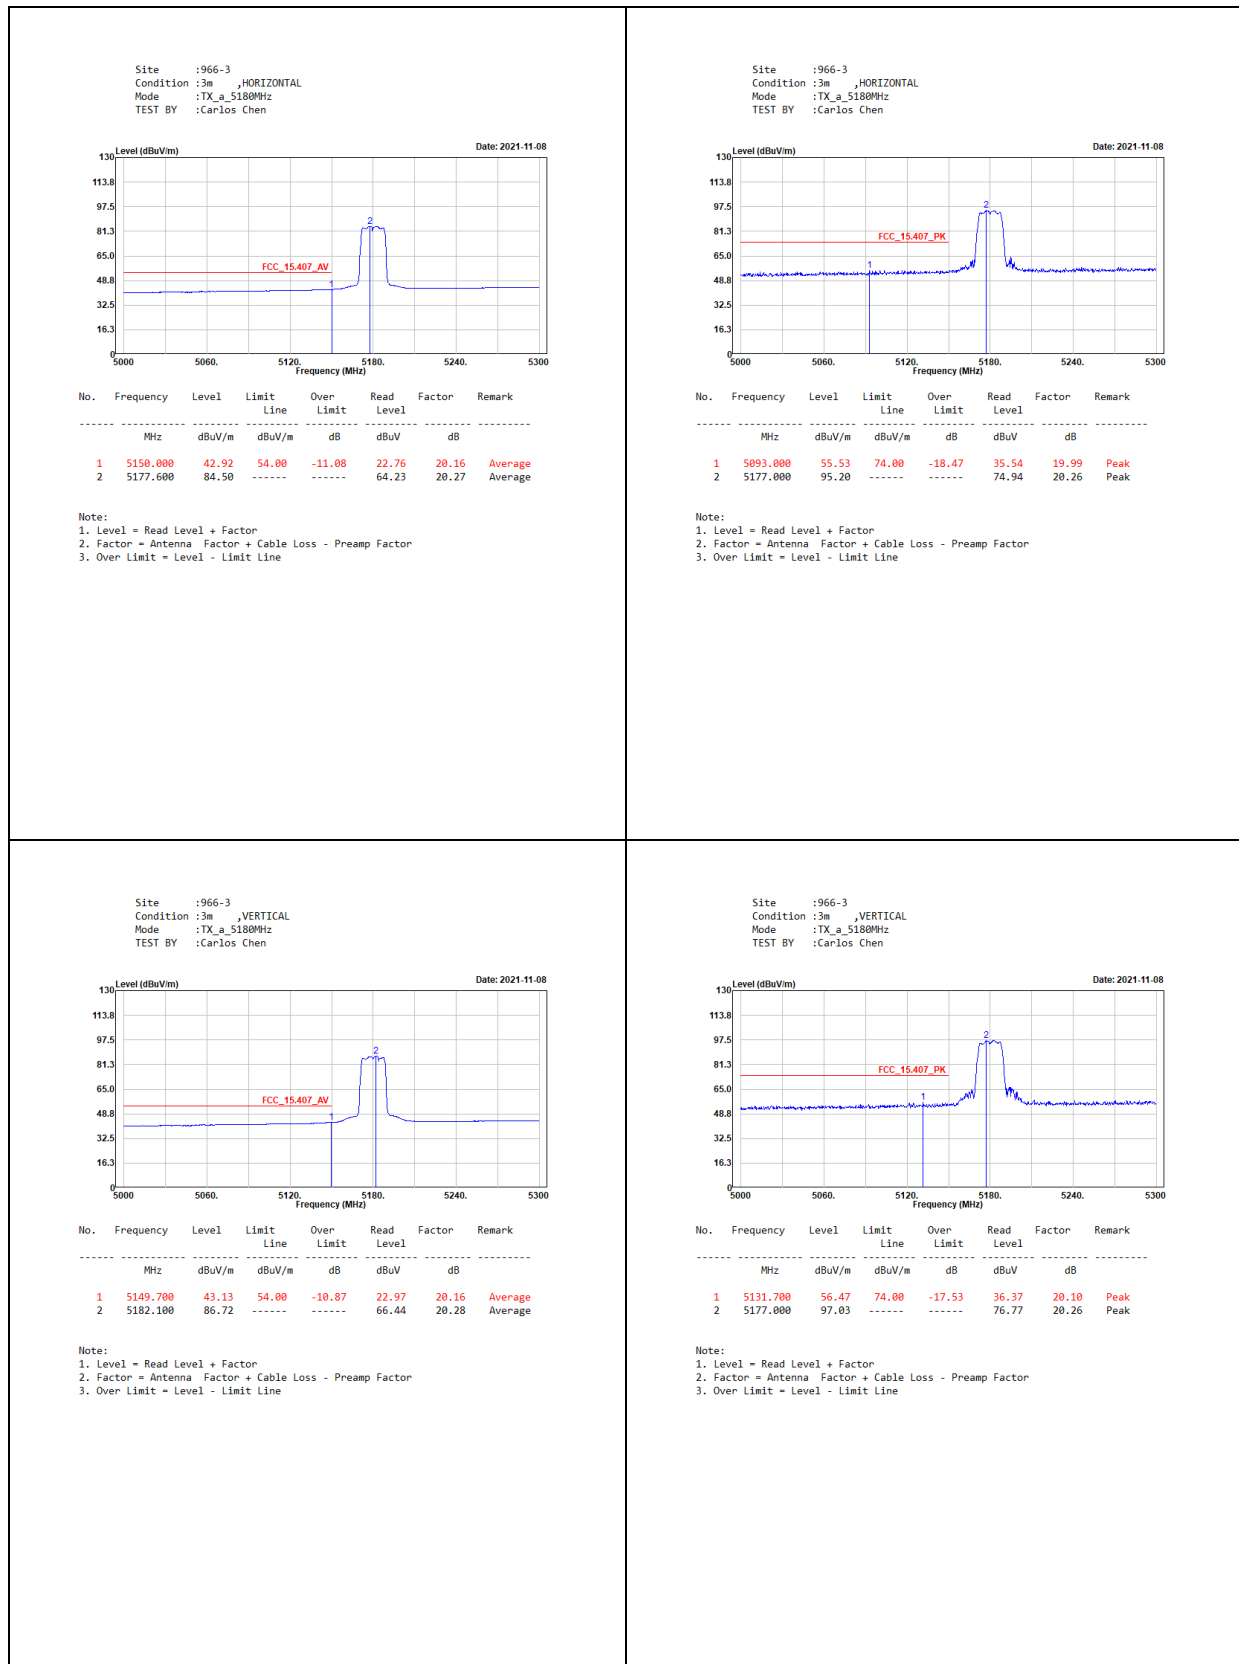 Site      :966-3
Condition :3m    ,HORIZONTAL
Mode      :TX_a_5180MHz
TEST BY   :Carlos Chen
Level (dBuV/m)
Date: 2021-11-08
130
113.8
97.5
81.3
65.0
48.8
32.5
16.3
0
FCC_15.407_AV
1
2
5000 5060. 5120. 5180. 5240. 5300
Frequency (MHz)
No. Frequency Level Limit Over Read Factor Remark
Line Limit Level
------ ----------- -------- -------- -------- -------- -------- ---------
MHz dBuV/m dBuV/m dB dBuV dB
1 5150.000 42.92 54.00 -11.08 22.76 20.16 Average
2 5177.600 84.50 ------ ------ 64.23 20.27 Average
Note:
1. Level = Read Level + Factor
2. Factor = Antenna  Factor + Cable Loss - Preamp Factor
3. Over Limit = Level - Limit Line
Site      :966-3
Condition :3m    ,HORIZONTAL
Mode      :TX_a_5180MHz
TEST BY   :Carlos Chen
Level (dBuV/m)
Date: 2021-11-08
130
113.8
97.5
81.3
65.0
48.8
32.5
16.3
0
FCC_15.407_PK
1
2
5000 5060. 5120. 5180. 5240. 5300
Frequency (MHz)
No. Frequency Level Limit Over Read Factor Remark
Line Limit Level
------ ----------- -------- -------- -------- -------- -------- ---------
MHz dBuV/m dBuV/m dB dBuV dB
1 5093.000 55.53 74.00 -18.47 35.54 19.99 Peak
2 5177.000 95.20 ------ ------ 74.94 20.26 Peak
Note:
1. Level = Read Level + Factor
2. Factor = Antenna  Factor + Cable Loss - Preamp Factor
3. Over Limit = Level - Limit Line
Site      :966-3
Condition :3m    ,VERTICAL
Mode      :TX_a_5180MHz
TEST BY   :Carlos Chen
Level (dBuV/m)
Date: 2021-11-08
130
113.8
97.5
81.3
65.0
48.8
32.5
16.3
0
FCC_15.407_AV
1
2
5000 5060. 5120. 5180. 5240. 5300
Frequency (MHz)
No. Frequency Level Limit Over Read Factor Remark
Line Limit Level
------ ----------- -------- -------- -------- -------- -------- ---------
MHz dBuV/m dBuV/m dB dBuV dB
1 5149.700 43.13 54.00 -10.87 22.97 20.16 Average
2 5182.100 86.72 ------ ------ 66.44 20.28 Average
Note:
1. Level = Read Level + Factor
2. Factor = Antenna  Factor + Cable Loss - Preamp Factor
3. Over Limit = Level - Limit Line
Site      :966-3
Condition :3m    ,VERTICAL
Mode      :TX_a_5180MHz
TEST BY   :Carlos Chen
Level (dBuV/m)
Date: 2021-11-08
130
113.8
97.5
81.3
65.0
48.8
32.5
16.3
0
FCC_15.407_PK
1
2
5000 5060. 5120. 5180. 5240. 5300
Frequency (MHz)
No. Frequency Level Limit Over Read Factor Remark
Line Limit Level
------ ----------- -------- -------- -------- -------- -------- ---------
MHz dBuV/m dBuV/m dB dBuV dB
1 5131.700 56.47 74.00 -17.53 36.37 20.10 Peak
2 5177.000 97.03 ------ ------ 76.77 20.26 Peak
Note:
1. Level = Read Level + Factor
2. Factor = Antenna  Factor + Cable Loss - Preamp Factor
3. Over Limit = Level - Limit Line